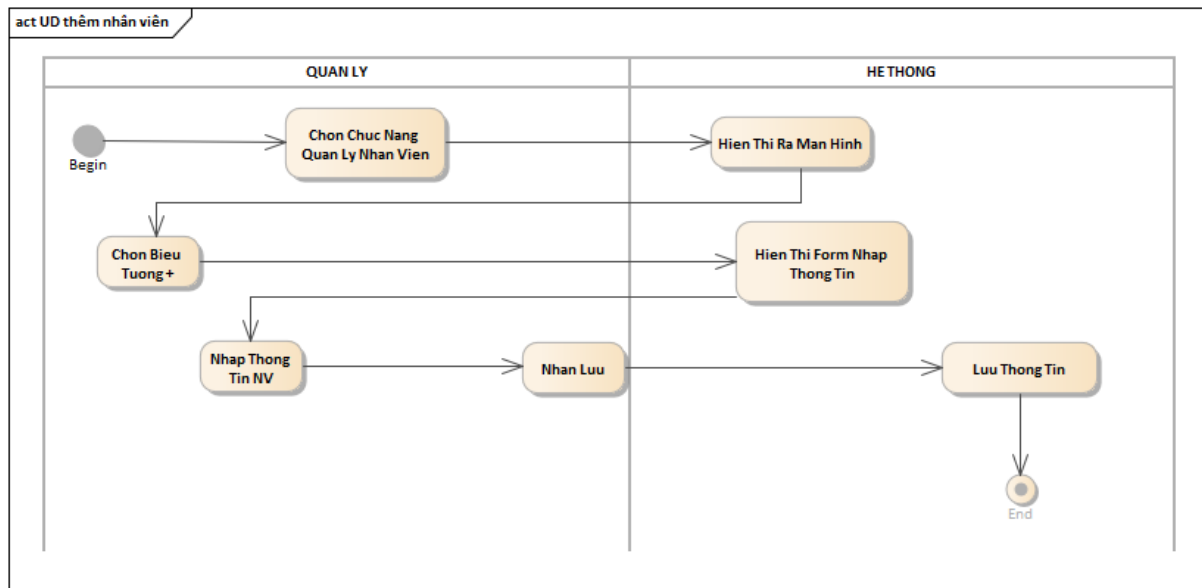 act UD thêm nhân viên
QUAN LY
HE THONG
Begin
Chon Chuc Nang
Quan Ly Nhan Vien
Hien Thi Ra Man Hinh
Chon Bieu
Tuong +
Hien Thi Form Nhap
Thong Tin
Nhap Thong
Tin NV
Nhan Luu
Luu Thong Tin
End